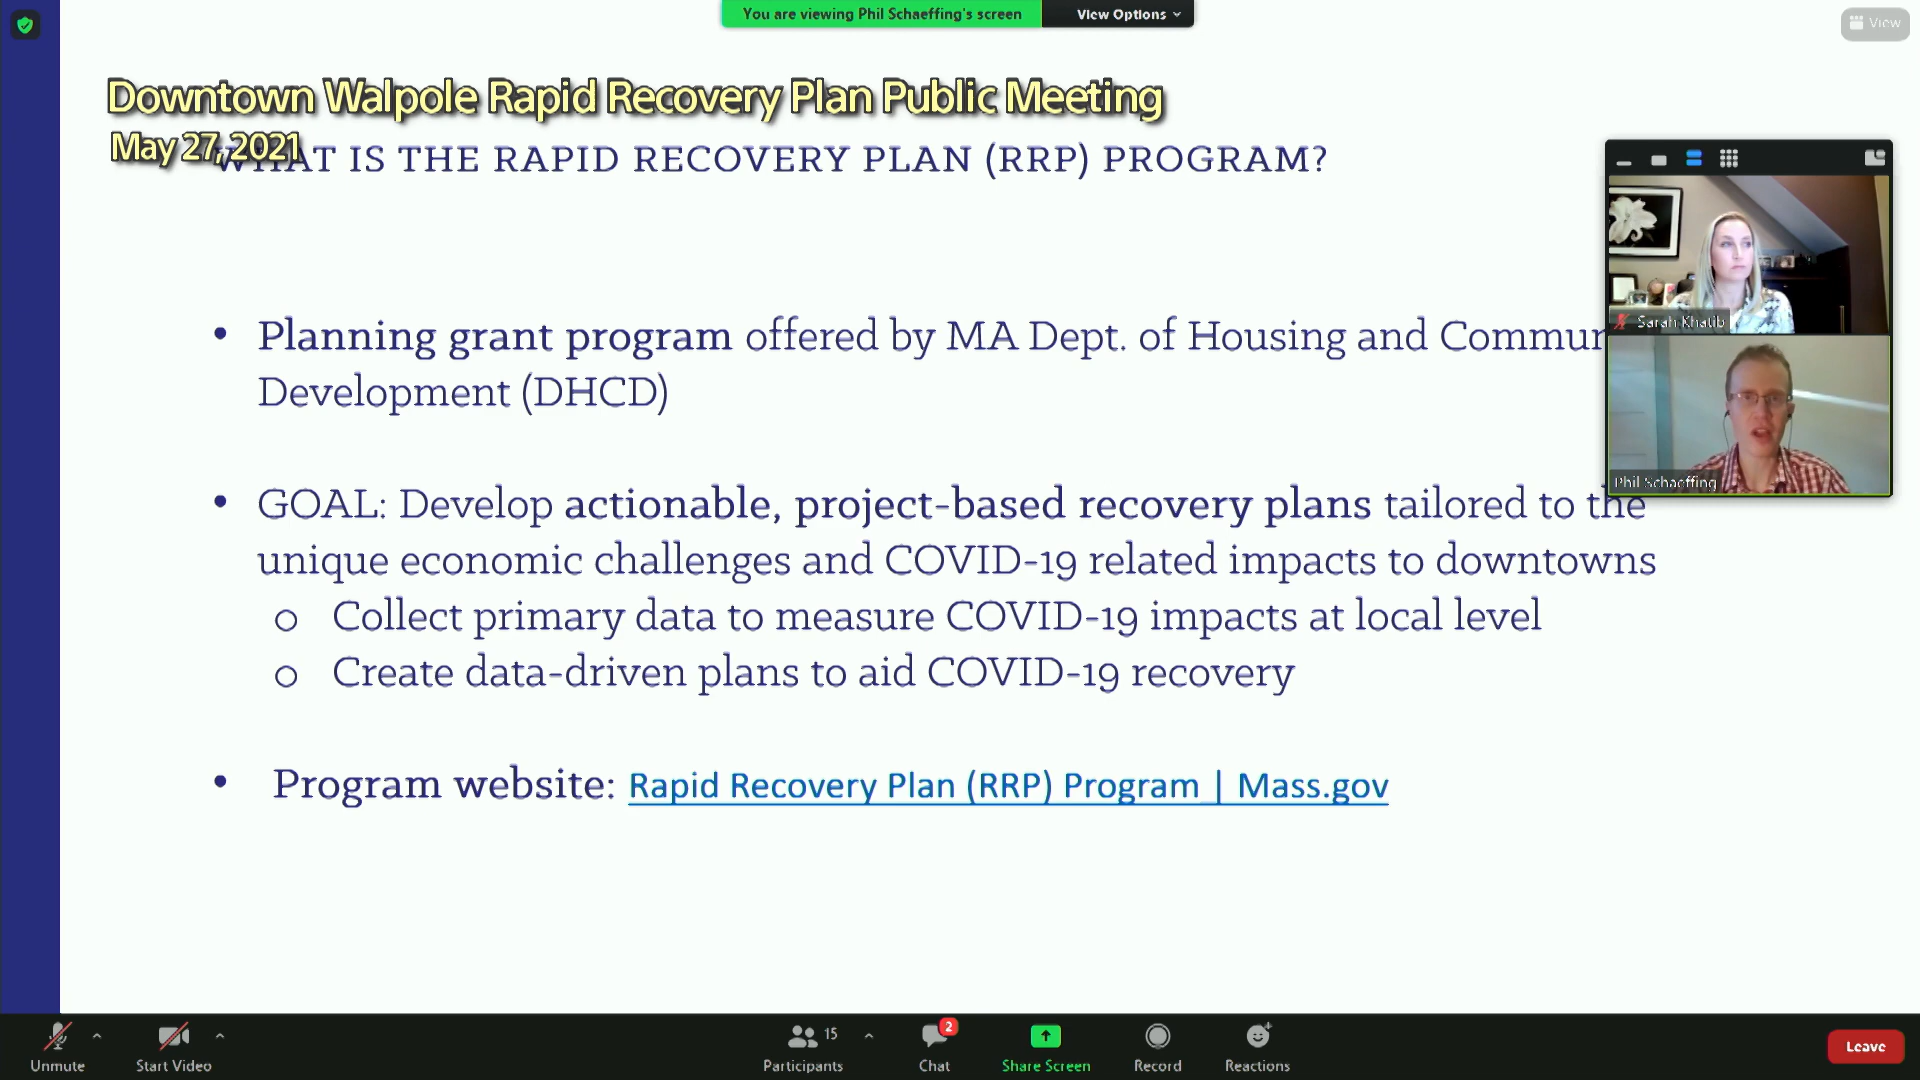 You are viewing Phil Schaeffing's screen
View Options
View
Downtown Walpole Rapid Recovery Plan Public Meeting
May 27, 2021
WHAT IS THE RAPID RECOVERY PLAN (RRP) PROGRAM?
• Planning grant program offered by MA Dept. of Housing and Commun
Development (DHCD)
• GOAL: Develop actionable, project-based recovery plans tailored to the
unique economic challenges and COVID-19 related impacts to downtowns
o Collect primary data to measure COVID-19 impacts at local level
o Create data-driven plans to aid COVID-19 recovery
• Program website: Rapid Recovery Plan (RRP) Program | Mass.gov
Sarah Khatib
Phil Schaeffing
Unmute
Start Video
15
Participants
2
Chat
Share Screen
Record
Reactions
Leave